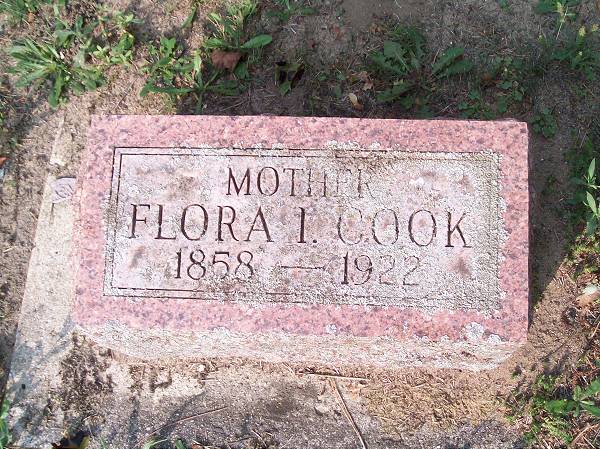 MOTHER
FLORA I. COOK
1858 — 1922